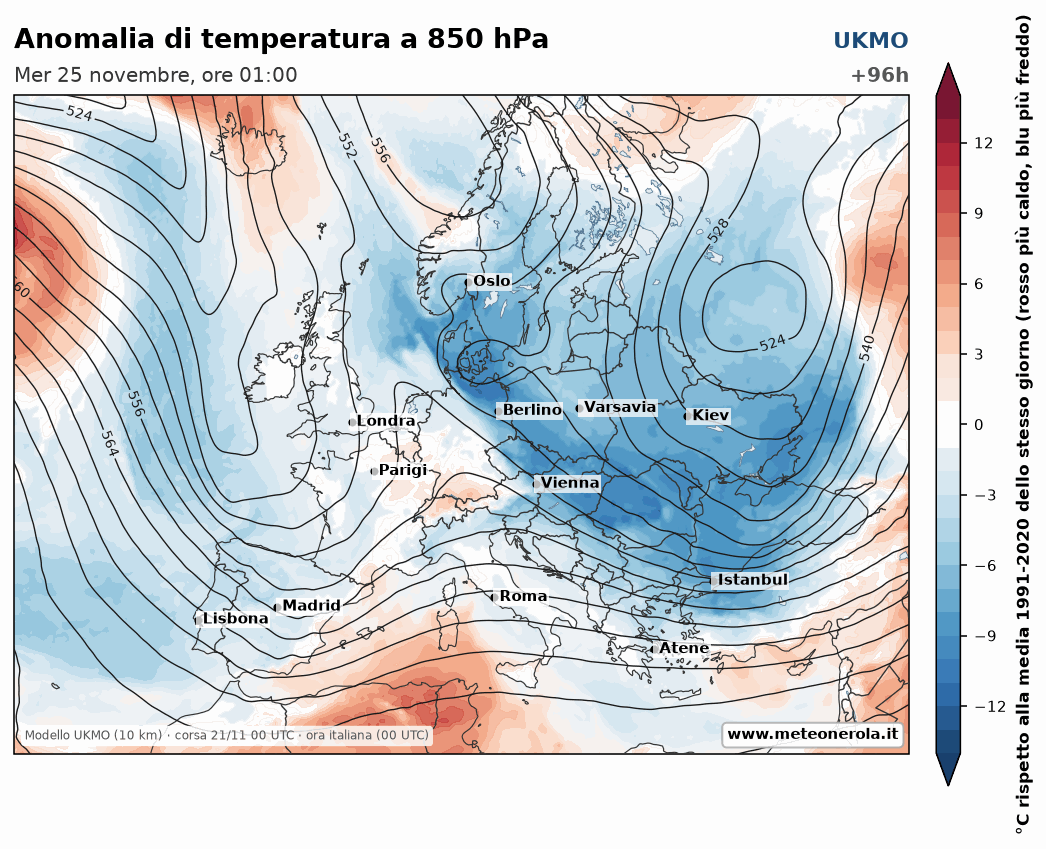 Anomalia di temperatura a 850 hPa
UKMO
Mer 25 novembre, ore 01:00
+96h
524
552
556
528
560
Oslo
524
540
556
564
Londra
Berlino
Varsavia
Kiev
Parigi
Vienna
Istanbul
Madrid
Roma
Lisbona
Atene
Modello UKMO (10 km) · corsa 21/11 00 UTC · ora italiana (00 UTC)
www.meteonerola.it
12
9
6
3
0
−3
−6
−9
−12
°C rispetto alla media 1991-2020 dello stesso giorno (rosso più caldo, blu più freddo)